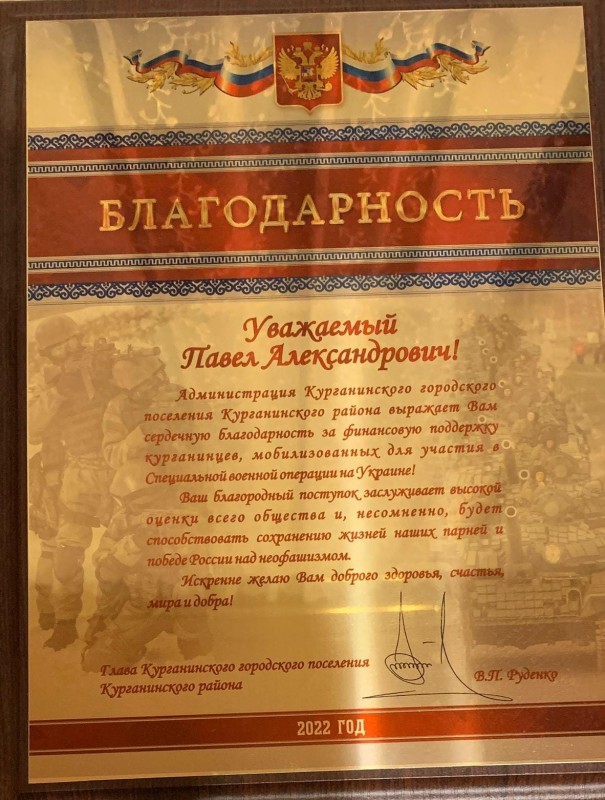 БЛАГОДАРНОСТЬ
Уважаемый
Павел Александрович!
Администрация Курганинского городского
поселения Курганинского района выражает Вам
сердечную благодарность за финансовую поддержку
курганинцев, мобилизованных для участия в
Специальной военной операции на Украине!
Ваш благородный поступок заслуживает высокой
оценки всего общества и, несомненно, будет
способствовать сохранению жизней наших парней и
победе России над неофашизмом.
Искренне желаю Вам доброго здоровья, счастья,
мира и добра!
Глава Курганинского городского поселения
Курганинского района
В.П. Руденко
2022 ГОД